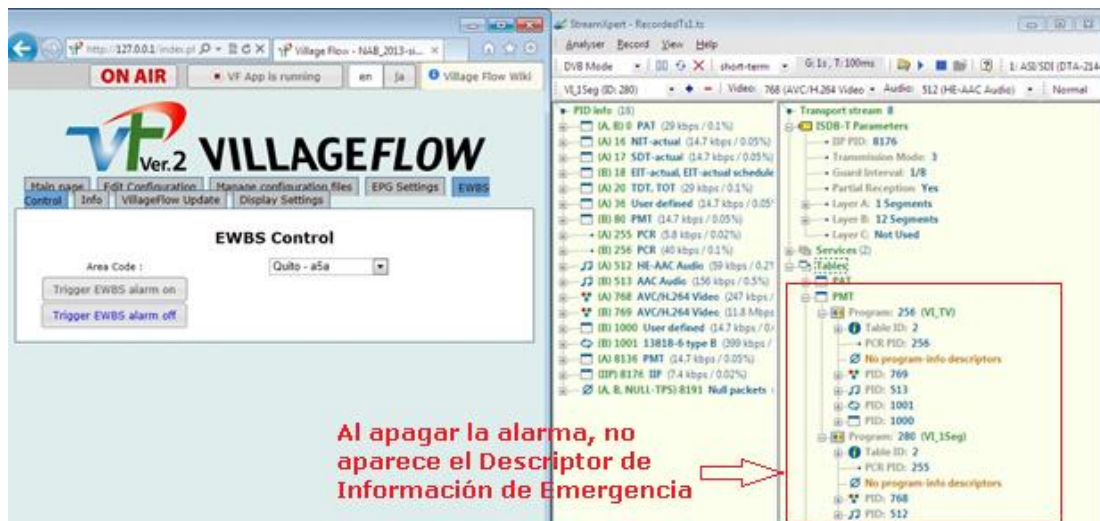 http://127.0.0.1/index.pl
Village Flow - NAB_2013-si...
ON AIR
VF App is running
en
ja
Village Flow Wiki
Ver.2 VILLAGEFLOW
Main page
Edit Configuration
Manage configuration files
EPG Settings
EWBS Control
Info
VillageFlow Update
Display Settings
EWBS Control
Area Code :
Quito - a5a
Trigger EWBS alarm on
Trigger EWBS alarm off
StreamXpert - RecordedTs1.ts
Analyser Record View Help
DVB Mode
short-term
G:1s, T:100ms
1: ASI/SDI (DTA-214
VI_1Seg (ID: 280)
Video: 768 (AVC/H.264 Video
Audio: 512 (HE-AAC Audio)
Normal
PID info (18)
(A, B) 0 PAT (29 kbps / 0.1%)
(A) 16 NIT-actual (14.7 kbps / 0.05%)
(A) 17 SDT-actual (14.7 kbps / 0.05%)
(B) 18 EIT-actual, EIT-actual schedule
(A) 20 TDT, TOT (29 kbps / 0.1%)
(A) 36 User defined (14.7 kbps / 0.05
(B) 80 PMT (14.7 kbps / 0.05%)
(A) 255 PCR (5.8 kbps / 0.02%)
(B) 256 PCR (40 kbps / 0.1%)
(A) 512 HE-AAC Audio (59 kbps / 0.2
(B) 513 AAC Audio (156 kbps / 0.5%)
(A) 768 AVC/H.264 Video (247 kbps /
(B) 769 AVC/H.264 Video (11.8 Mbps
(B) 1000 User defined (14.7 kbps / 0.
(B) 1001 13818-6 type B (399 kbps /
(A) 8136 PMT (14.7 kbps / 0.05%)
(IIP) 8176 IIP (7.4 kbps / 0.02%)
(A, B, NULL-TPS) 8191 Null packets
Transport stream 8
ISDB-T Parameters
IIP PID: 8176
Transmission Mode: 3
Guard Interval: 1/8
Partial Reception Yes
Layer A: 1 Segments
Layer B: 12 Segments
Layer C: Not Used
Services (2)
Tables
PAT
PMT
Program: 256 (VI_TV)
Table ID: 2
PCR PID: 256
No program-info descriptors
PID: 769
PID: 513
PID: 1001
PID: 1000
Program: 280 (VI_1Seg)
Table ID: 2
PCR PID: 255
No program-info descriptors
PID: 768
PID: 512
Al apagar la alarma, no
aparece el Descriptor de
Información de Emergencia